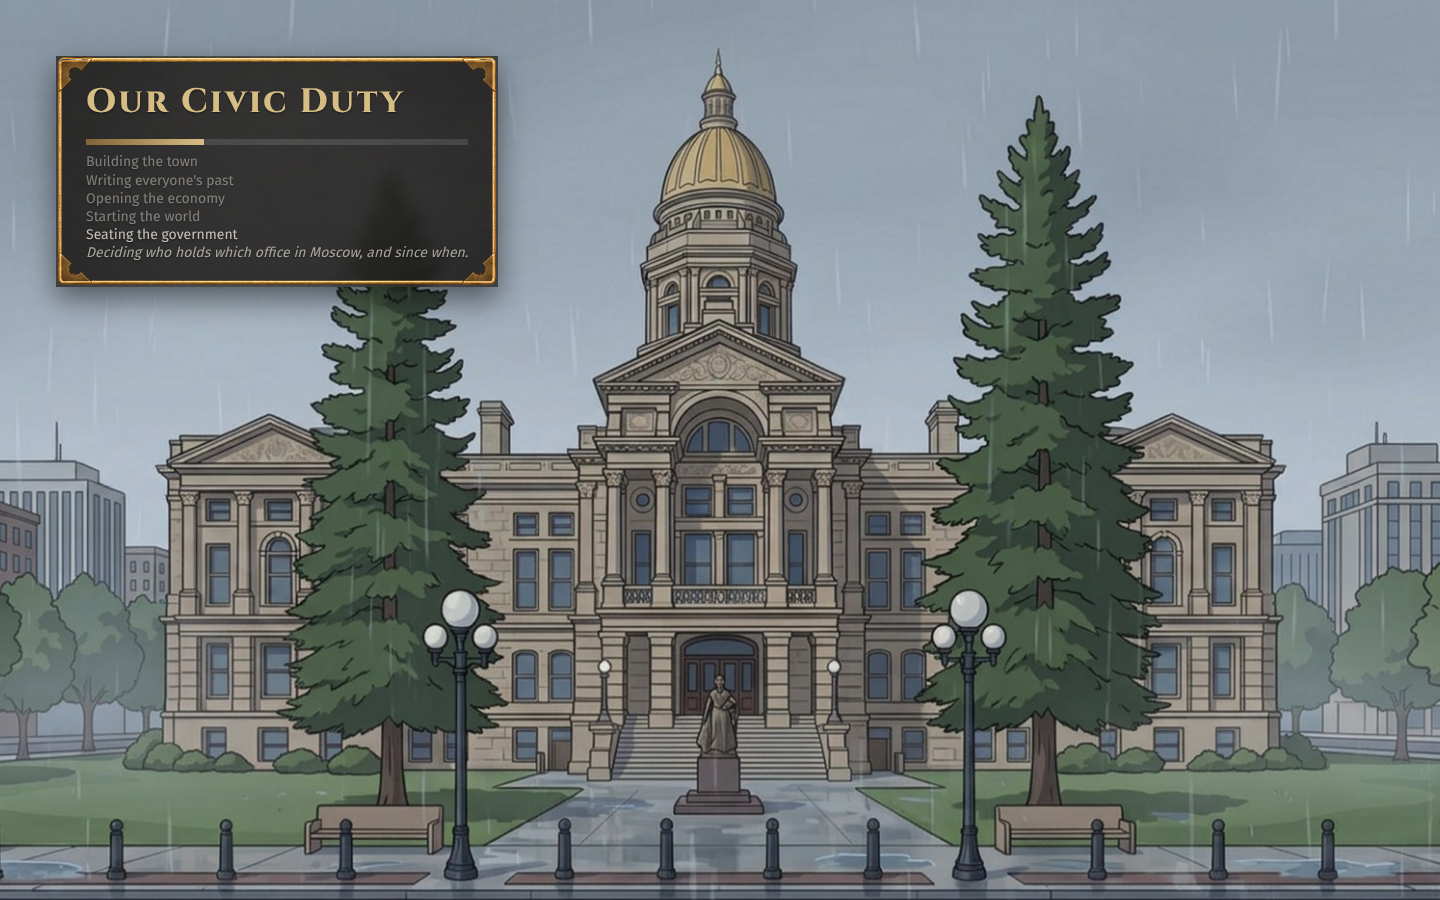 Our Civic Duty
Building the town
Writing everyone's past
Opening the economy
Starting the world
Seating the government
Deciding who holds which office in Moscow, and since when.